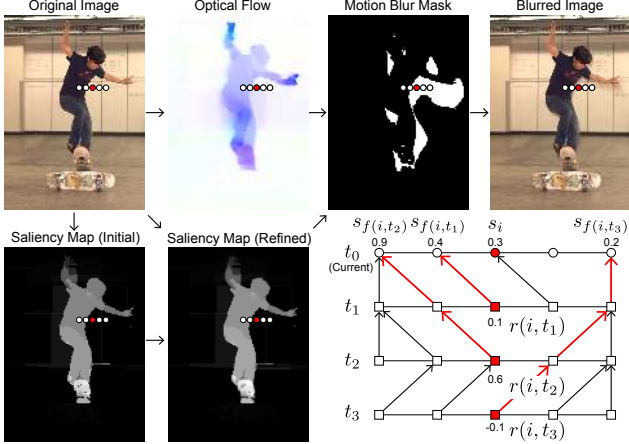 Original Image
Optical Flow
Motion Blur Mask
Blurred Image
Saliency Map (Initial)
Saliency Map (Refined)
s_{f(i,t_2)} s_{f(i,t_1)} s_i s_{f(i,t_3)}
t_0 0.9 0.4 0.3 0.2
(Current)
t_1 0.1 r(i, t_1)
t_2 0.6 r(i, t_2)
t_3 -0.1 r(i, t_3)